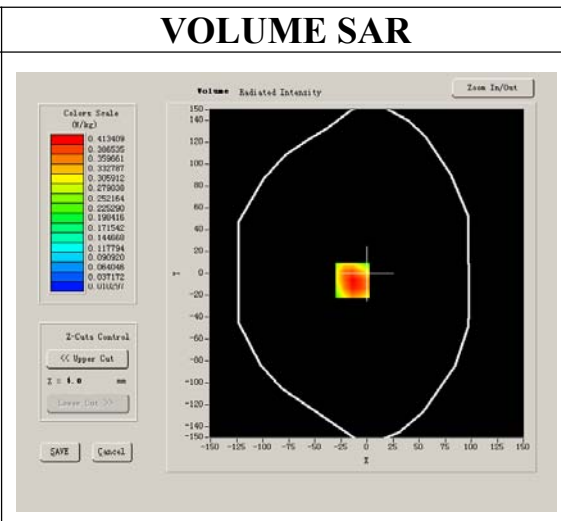 VOLUME SAR
Volume Radiated Intensity
Zoom In/Out
Colors Scale
(W/kg)
0.413409
0.386535
0.359661
0.332787
0.305912
0.279038
0.252164
0.225290
0.198416
0.171542
0.144668
0.117794
0.090920
0.064046
0.037172
0.010297
150
120
100
80
60
40
20
0
-20
-40
-60
-80
-100
-120
-140
-150
Y
-150 -125 -100 -75 -50 -25 0 25 50 75 100 125 150
X
Z-Cuts Control
<< Upper Cut
mm
Lower Cut >>
SAVE Cancel